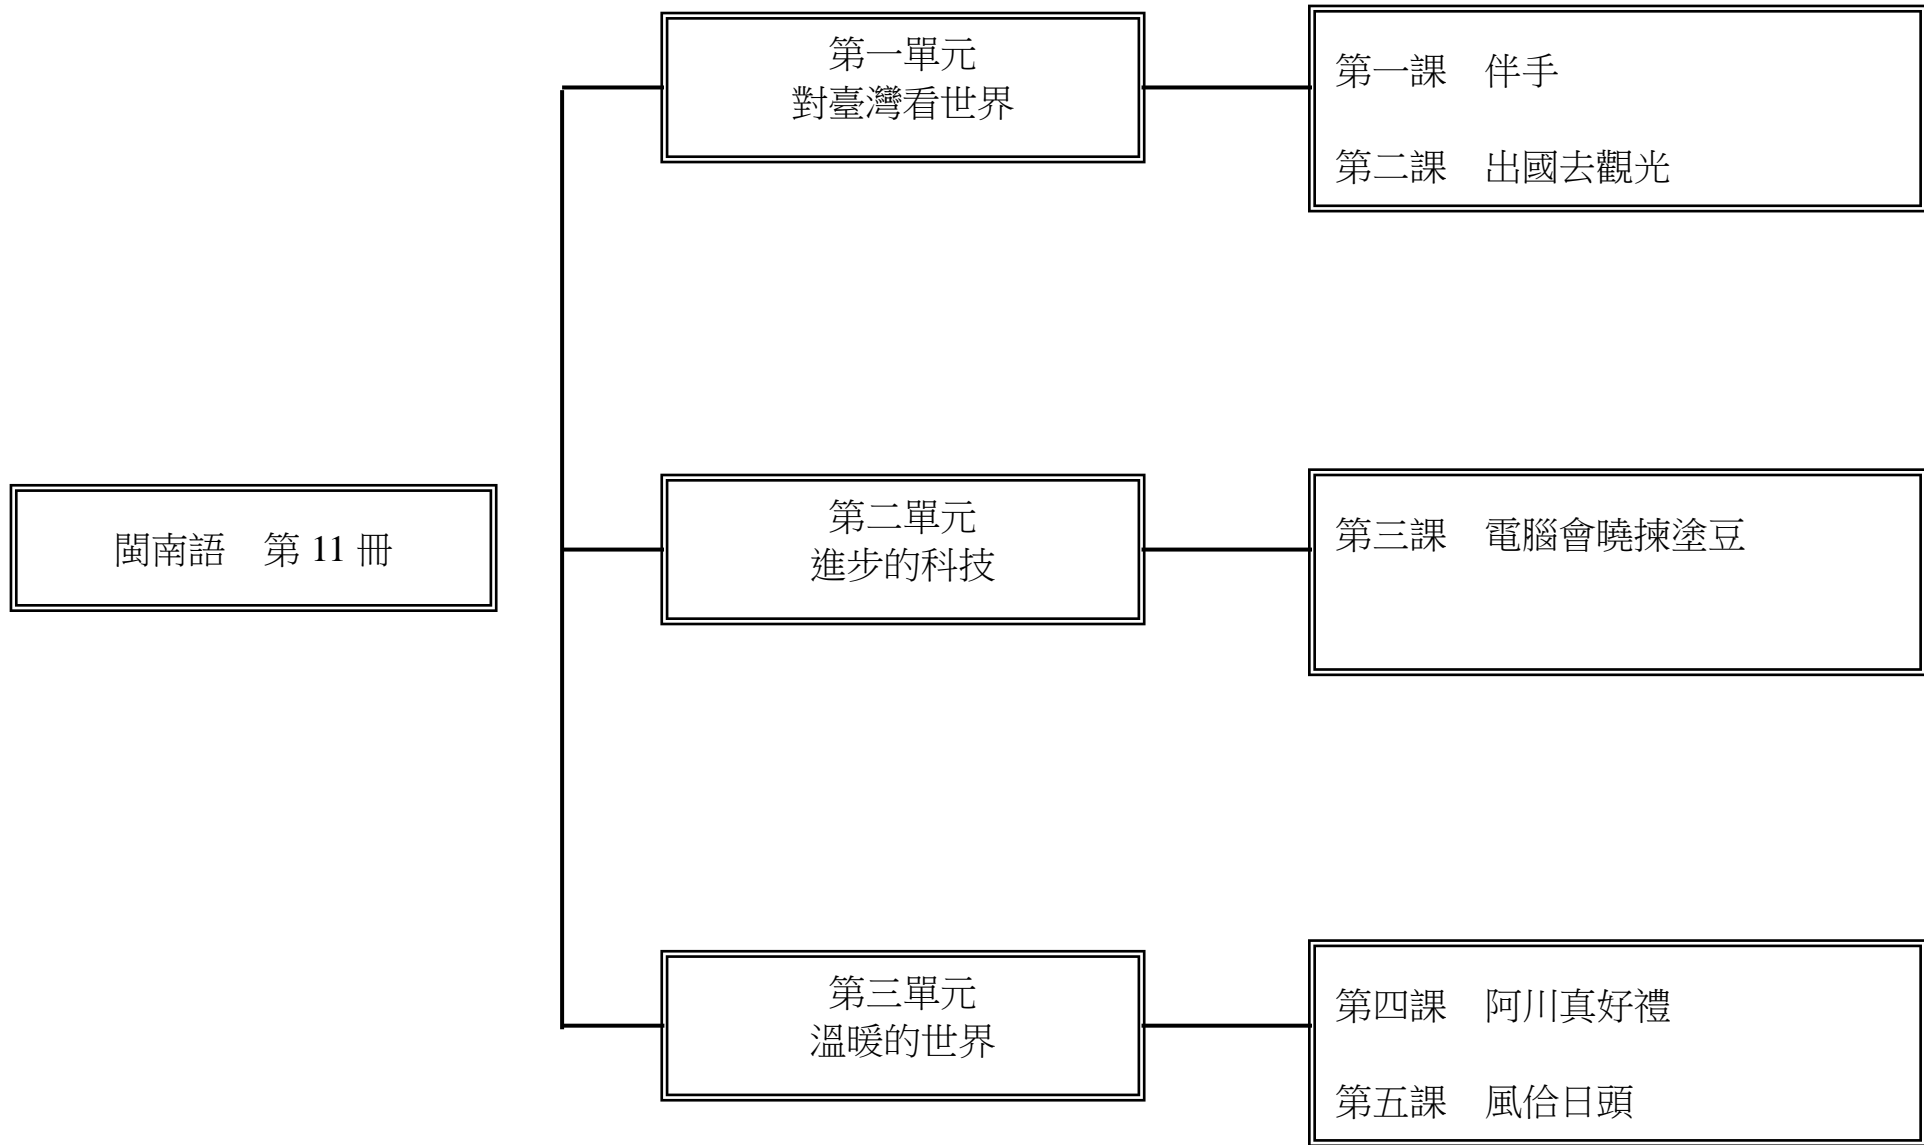 閩南語　第 11 冊
第一單元
對臺灣看世界
第一課　伴手
第二課　出國去觀光
第二單元
進步的科技
第三課　電腦會曉揀塗豆
第三單元
溫暖的世界
第四課　阿川真好禮
第五課　風佮日頭